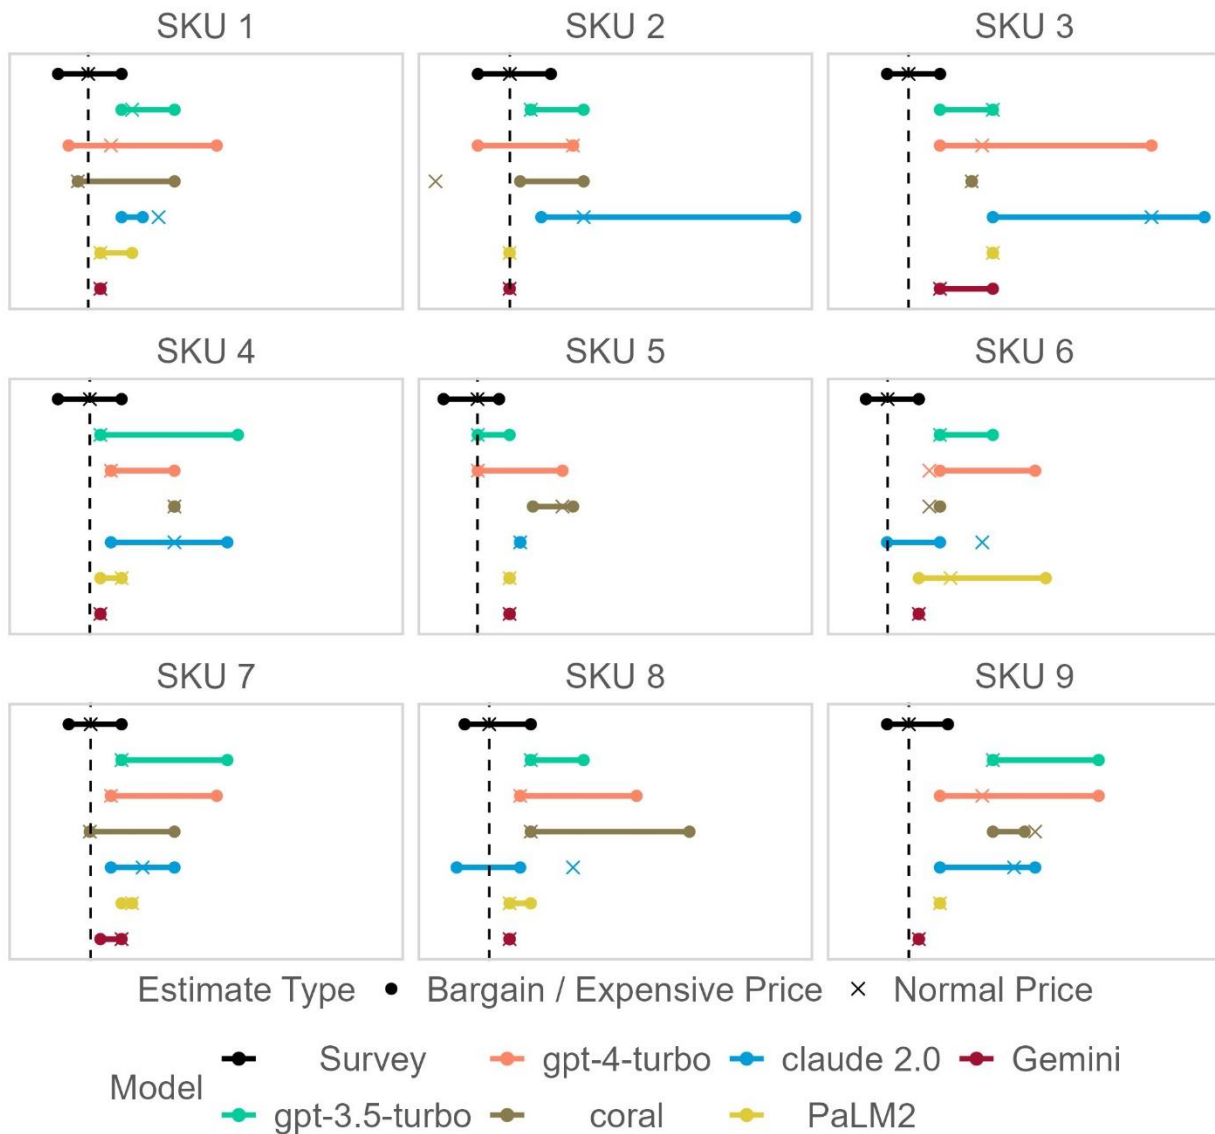 SKU 1
SKU 2
SKU 3
SKU 4
SKU 5
SKU 6
SKU 7
SKU 8
SKU 9
Estimate Type Bargain / Expensive Price Normal Price
Model
Survey gpt-4-turbo claude 2.0 Gemini
gpt-3.5-turbo coral PaLM2